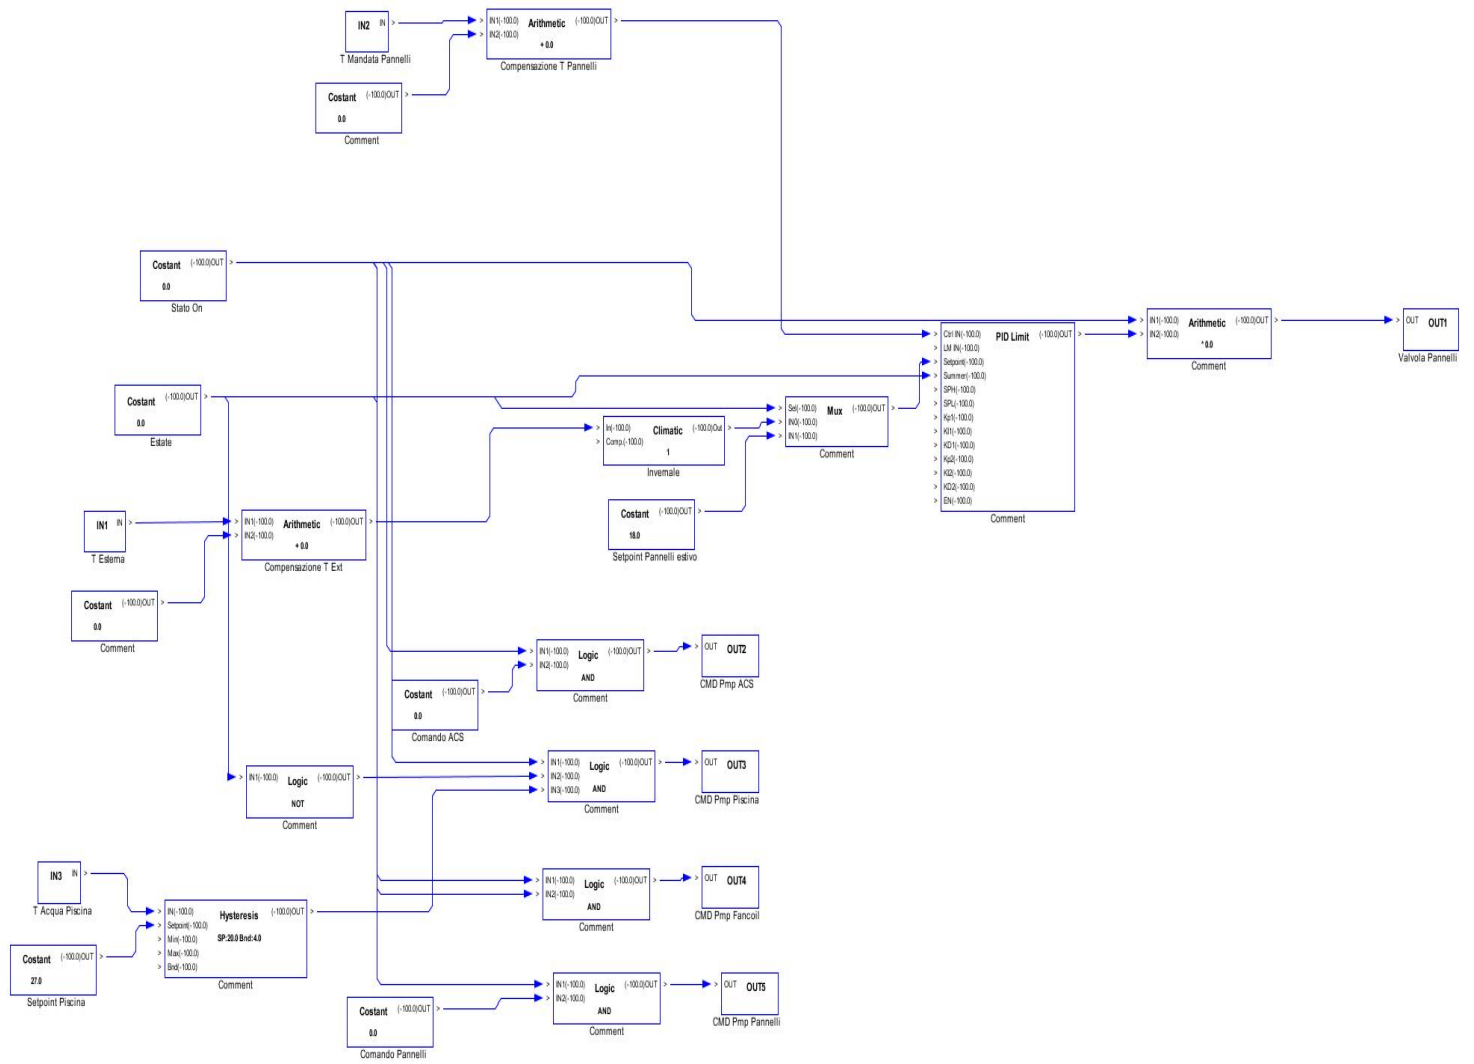 IN2 IN >
T Mandata Pannelli
> IN1(-100.0) Arithmetic (-100.0)OUT >
> IN2(-100.0)
+ 0.0
Compensazione T Pannelli
Costant (-100.0)OUT >
0.0
Comment
Costant (-100.0)OUT >
0.0
Stato On
> Ctrl IN(-100.0) PID Limit (-100.0)OUT >
> LM IN(-100.0)
> Setpoint(-100.0)
> Summer(-100.0)
> SPH(-100.0)
> SPL(-100.0)
> Kp1(-100.0)
> KI1(-100.0)
> KD1(-100.0)
> Kp2(-100.0)
> KI2(-100.0)
> KD2(-100.0)
> EN(-100.0)
Comment
> IN1(-100.0) Arithmetic (-100.0)OUT >
> IN2(-100.0)
* 0.0
Comment
> OUT OUT1
Valvola Pannelli
Costant (-100.0)OUT >
0.0
Estate
> In(-100.0) Climatic (-100.0)Out >
> Comp.(-100.0)
1
Invernale
> Sel(-100.0) Mux (-100.0)OUT >
> IN0(-100.0)
> IN1(-100.0)
Comment
Costant (-100.0)OUT >
18.0
Setpoint Pannelli estivo
IN1 IN >
T Esterna
> IN1(-100.0) Arithmetic (-100.0)OUT >
> IN2(-100.0)
+ 0.0
Compensazione T Ext
Costant (-100.0)OUT >
0.0
Comment
> IN1(-100.0) Logic (-100.0)OUT >
> IN2(-100.0)
AND
Comment
> OUT OUT2
CMD Pmp ACS
Costant (-100.0)OUT >
0.0
Comando ACS
> IN1(-100.0) Logic (-100.0)OUT >
NOT
Comment
> IN1(-100.0) Logic (-100.0)OUT >
> IN2(-100.0)
> IN3(-100.0) AND
Comment
> OUT OUT3
CMD Pmp Piscina
IN3 IN >
T Acqua Piscina
> IN(-100.0) Hysteresis (-100.0)OUT >
> Setpoint(-100.0)
> Min(-100.0) SP:20.0 Bnd:4.0
> Max(-100.0)
> Bnd(-100.0)
Comment
Costant (-100.0)OUT >
27.0
Setpoint Piscina
> IN1(-100.0) Logic (-100.0)OUT >
> IN2(-100.0)
AND
Comment
> OUT OUT4
CMD Pmp Fancoil
> IN1(-100.0) Logic (-100.0)OUT >
> IN2(-100.0)
AND
Comment
> OUT OUT5
CMD Pmp Pannelli
Costant (-100.0)OUT >
0.0
Comando Pannelli